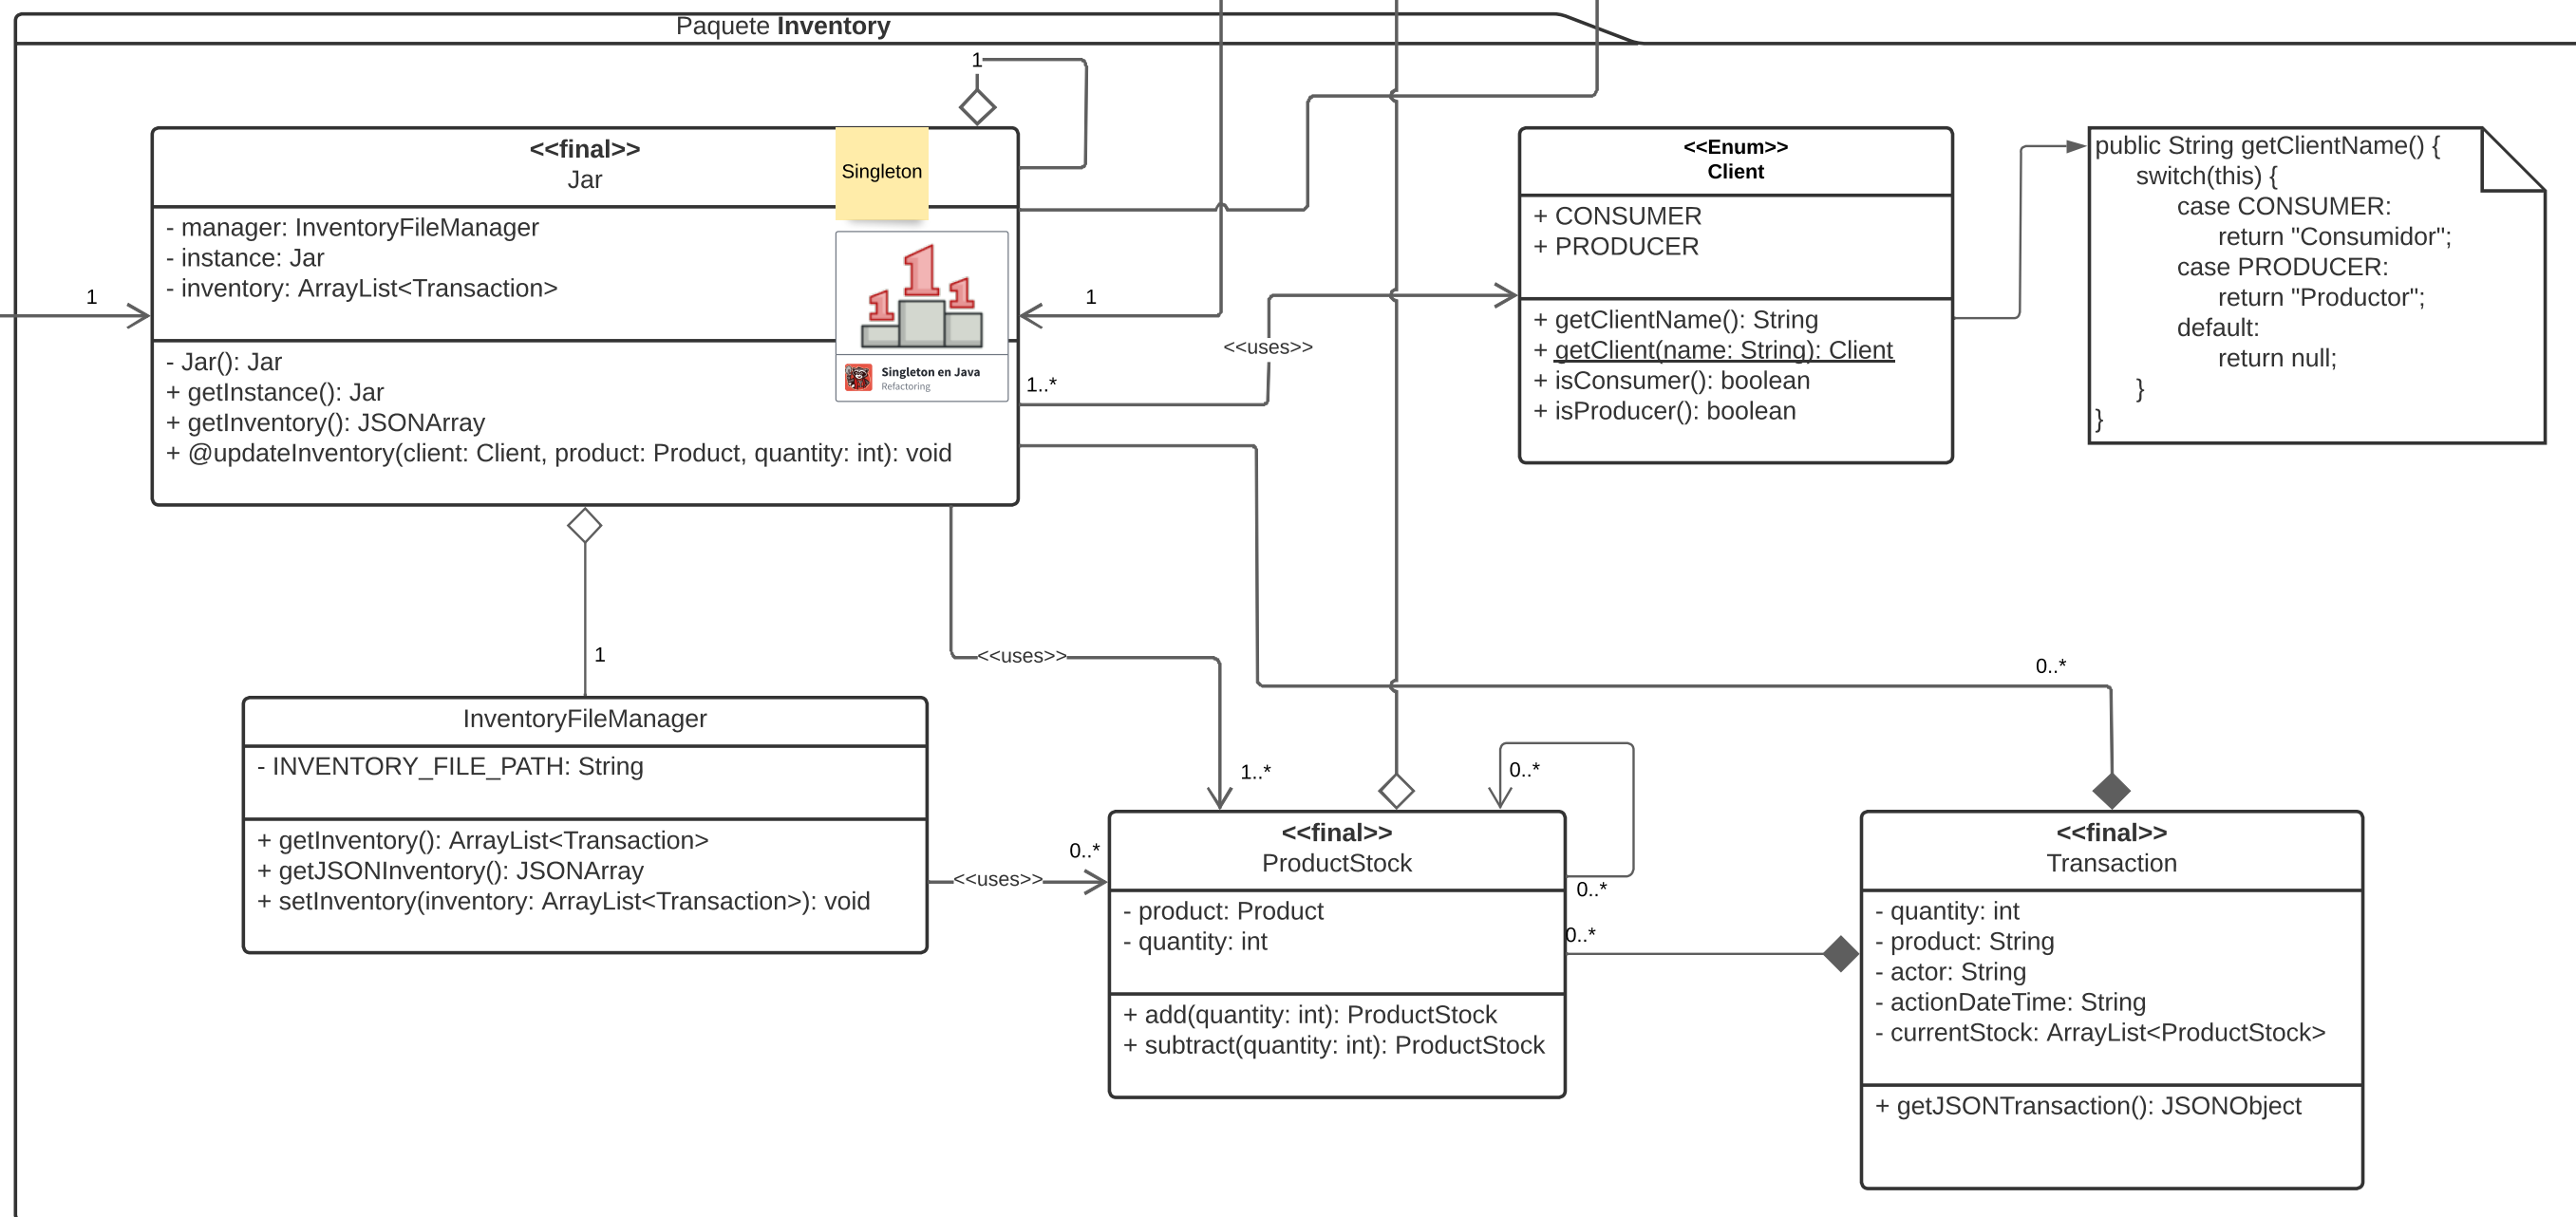 Paquete Inventory
1
<<final>>
Jar
Singleton
- manager: InventoryFileManager
- instance: Jar
- inventory: ArrayList<Transaction>
1
1
1 1 1
Singleton en Java
Refactoring
- Jar(): Jar
+ getInstance(): Jar
+ getInventory(): JSONArray
+ @updateInventory(client: Client, product: Product, quantity: int): void
1..*
<<uses>>
<<Enum>>
Client
+ CONSUMER
+ PRODUCER
+ getClientName(): String
+ getClient(name: String): Client
+ isConsumer(): boolean
+ isProducer(): boolean
public String getClientName() {
switch(this) {
case CONSUMER:
return "Consumidor";
case PRODUCER:
return "Productor";
default:
return null;
}
}
1
<<uses>>
0..*
InventoryFileManager
- INVENTORY_FILE_PATH: String
+ getInventory(): ArrayList<Transaction>
+ getJSONInventory(): JSONArray
+ setInventory(inventory: ArrayList<Transaction>): void
1..*
0..*
0..*
<<uses>>
<<final>>
ProductStock
- product: Product
- quantity: int
+ add(quantity: int): ProductStock
+ subtract(quantity: int): ProductStock
0..*
0..*
<<final>>
Transaction
- quantity: int
- product: String
- actor: String
- actionDateTime: String
- currentStock: ArrayList<ProductStock>
+ getJSONTransaction(): JSONObject